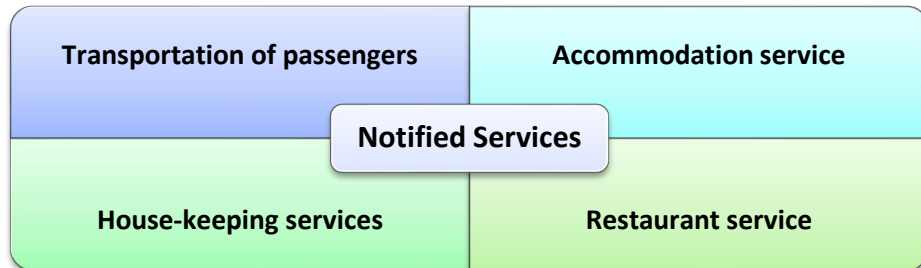 Transportation of passengers
Accommodation service
Notified Services
House-keeping services
Restaurant service